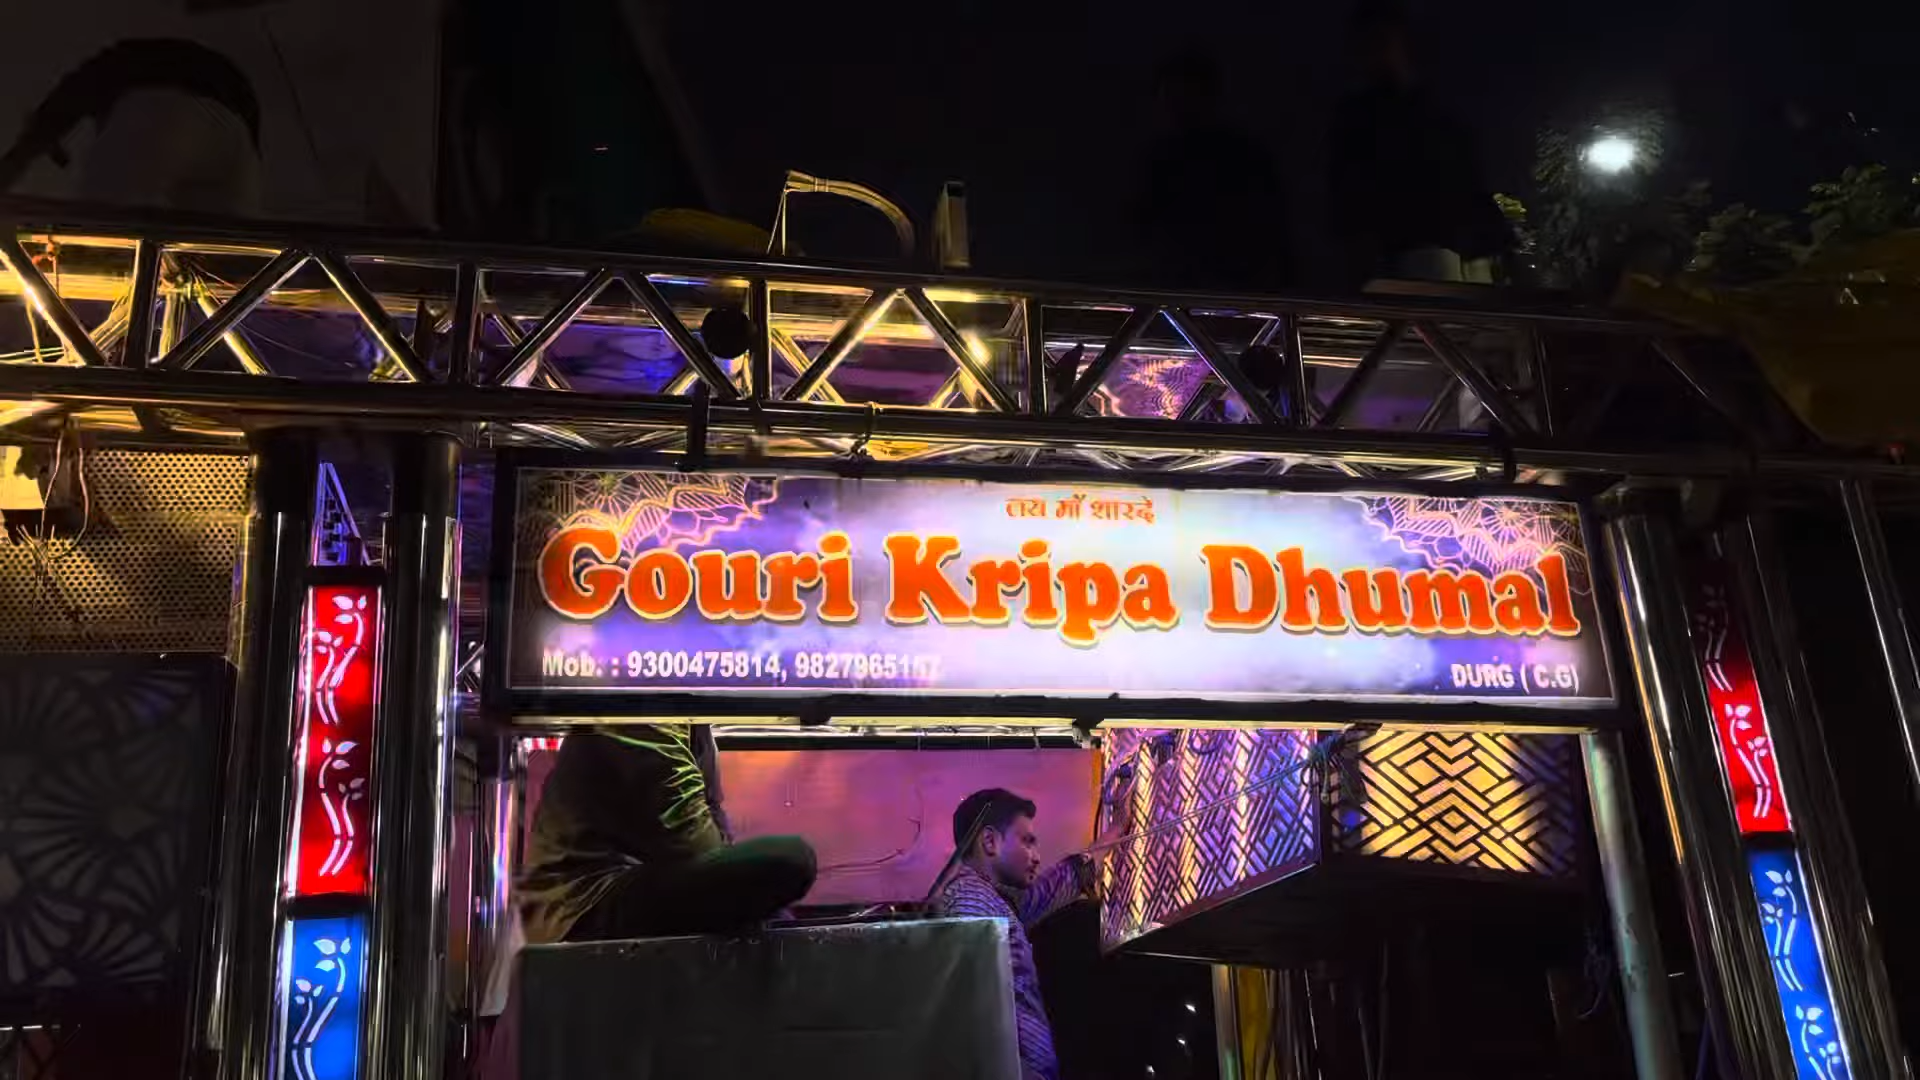 जय माँ शारदे
Gouri Kripa Dhumal
Mob. : 9300475814,
DURG ( C.G)